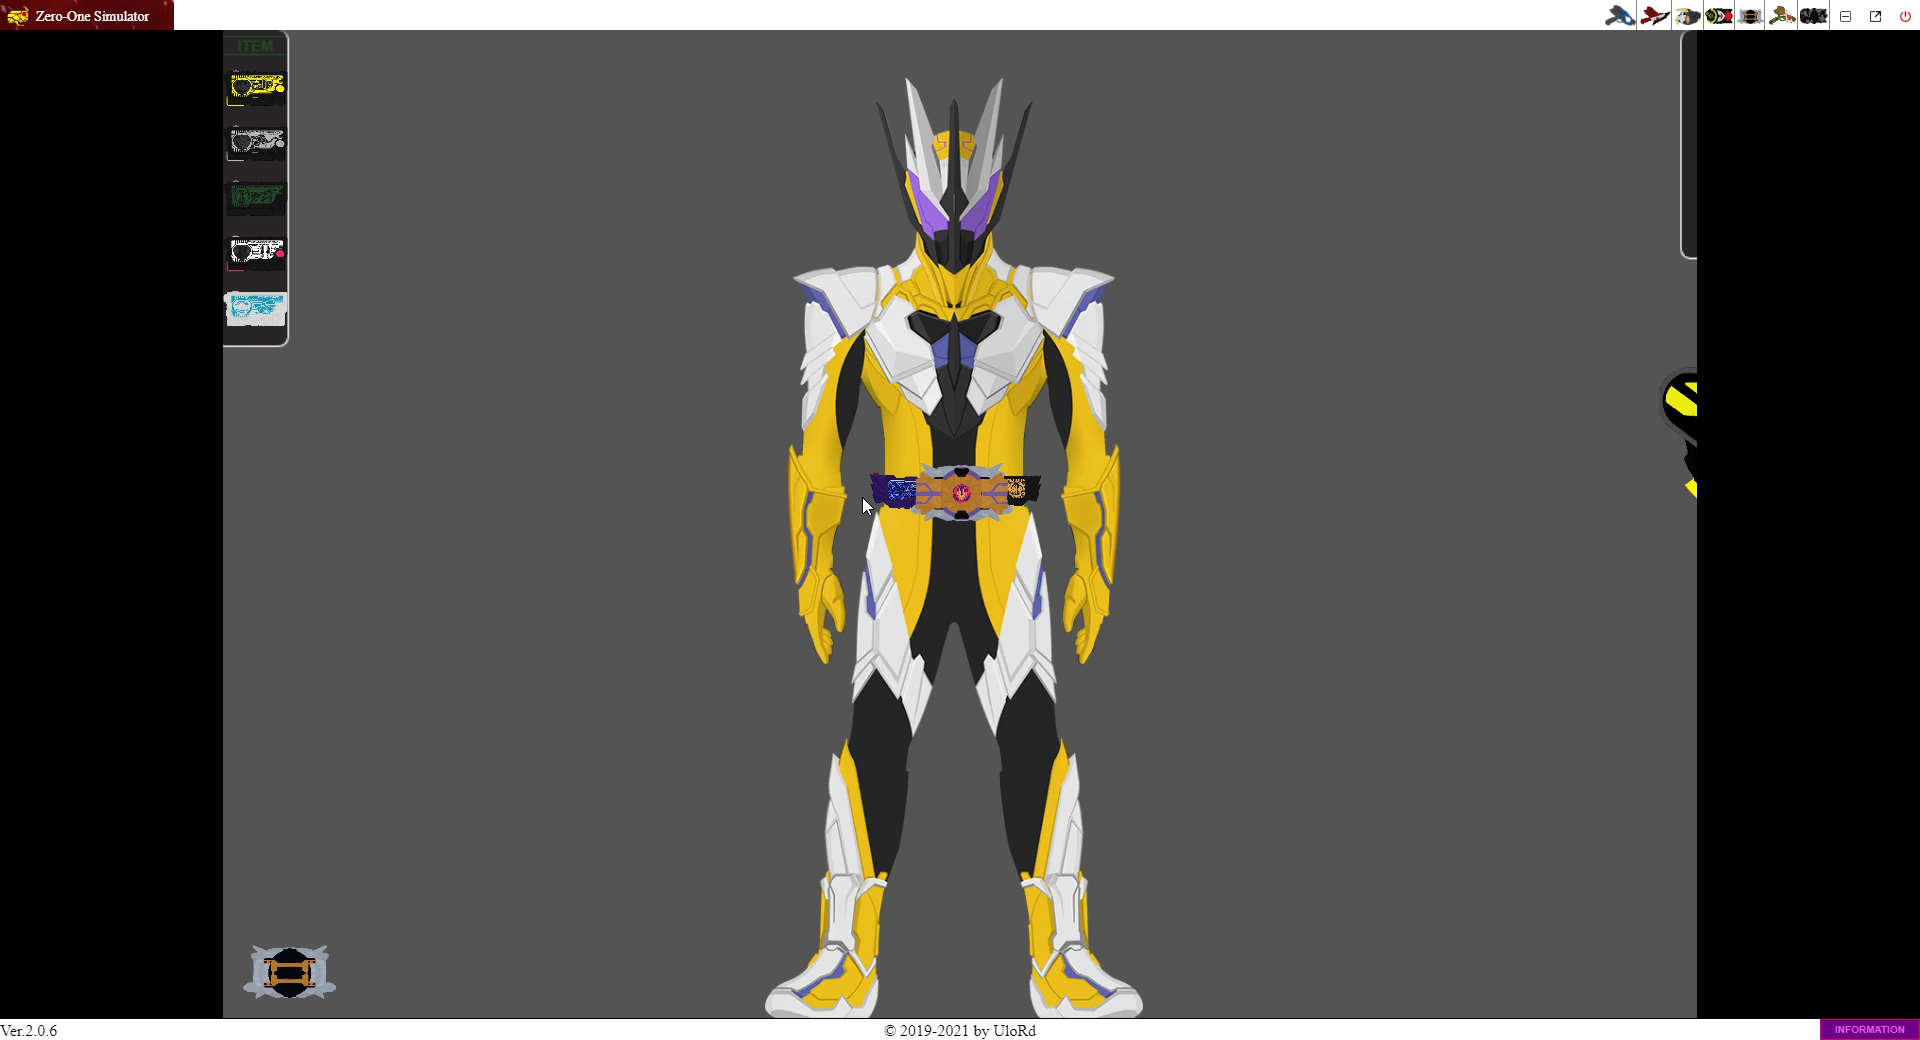 Zero-One Simulator
ITEM
Ver.2.0.6
© 2019-2021 by UloRd
INFORMATION